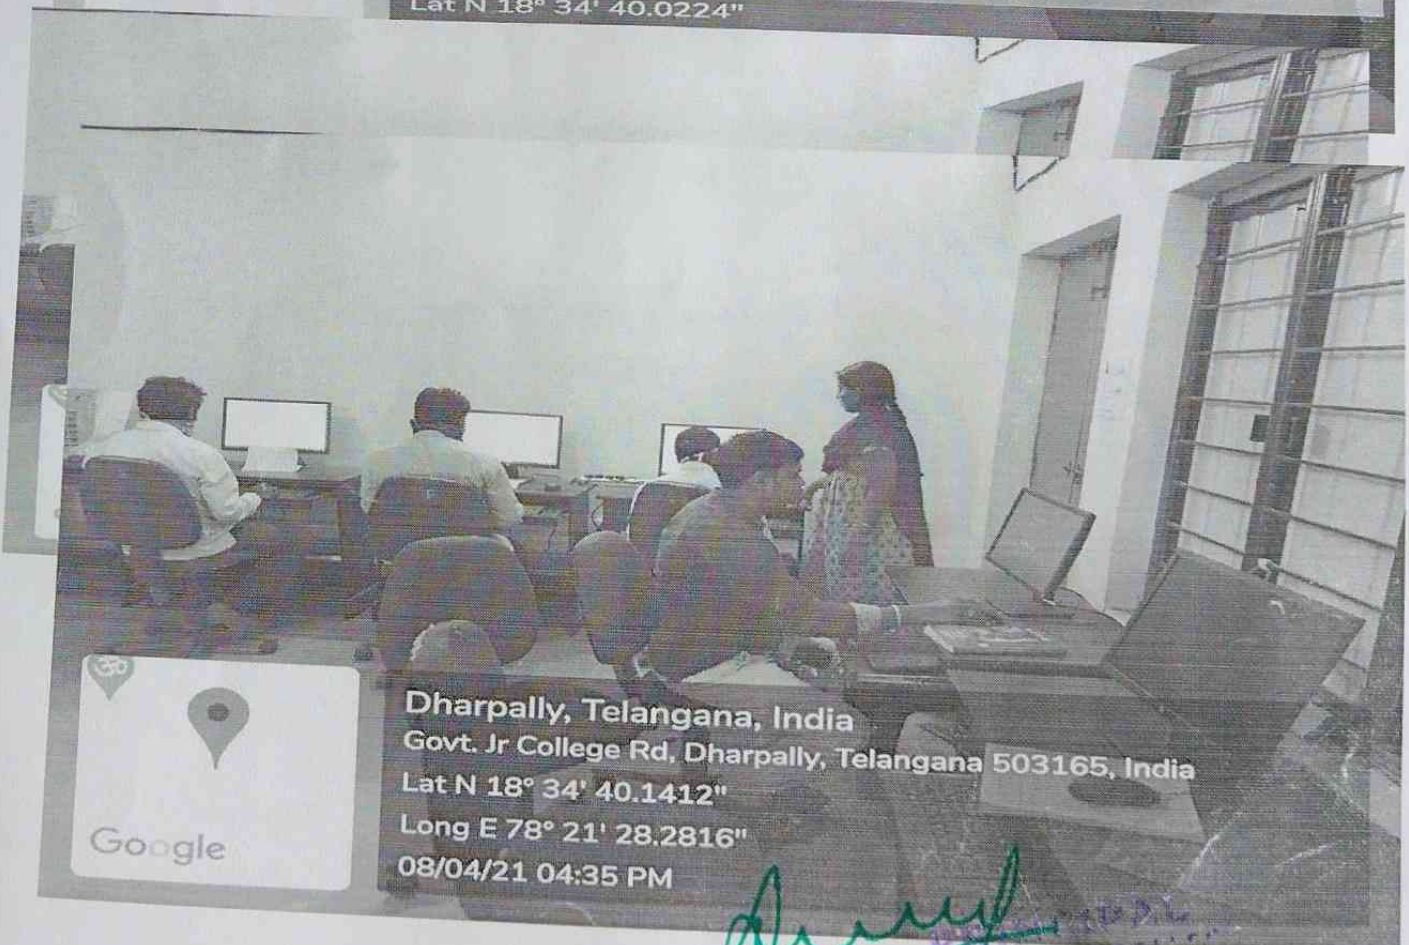 Lat N 18° 34' 40.0224"
Dharpally, Telangana, India
Govt. Jr College Rd, Dharpally, Telangana 503165, India
Lat N 18° 34' 40.1412"
Long E 78° 21' 28.2816"
08/04/21 04:35 PM
Google